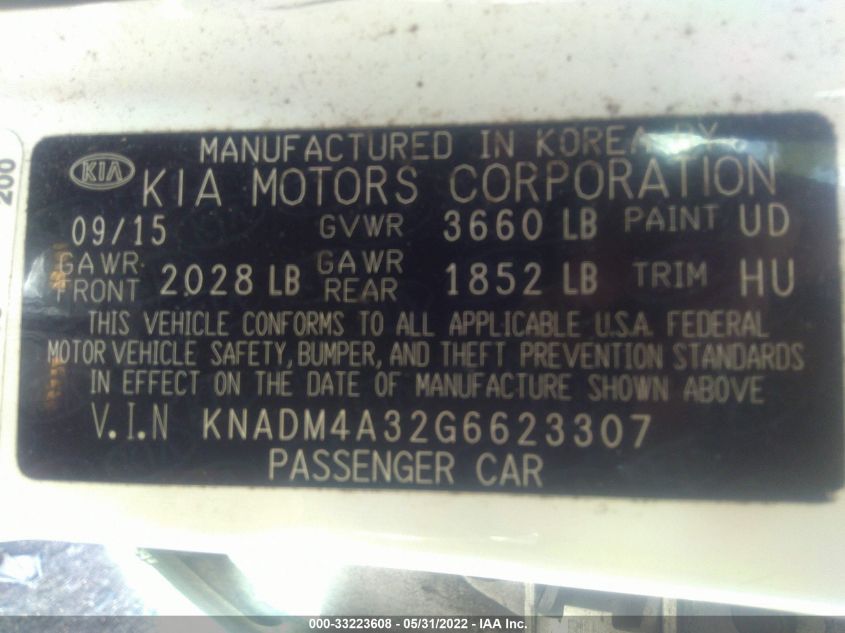 200
MANUFACTURED IN KOREA BY
KIA KIA MOTORS CORPORATION
09/15 GVWR 3660 LB PAINT UD
GAWR FRONT 2028 LB GAWR REAR 1852 LB TRIM HU
THIS VEHICLE CONFORMS TO ALL APPLICABLE U.S.A. FEDERAL
MOTOR VEHICLE SAFETY, BUMPER, AND THEFT PREVENTION STANDARDS
IN EFFECT ON THE DATE OF MANUFACTURE SHOWN ABOVE
V.I.N KNADM4A32G6623307
PASSENGER CAR
000-33223608 - 05/31/2022 - IAA Inc.